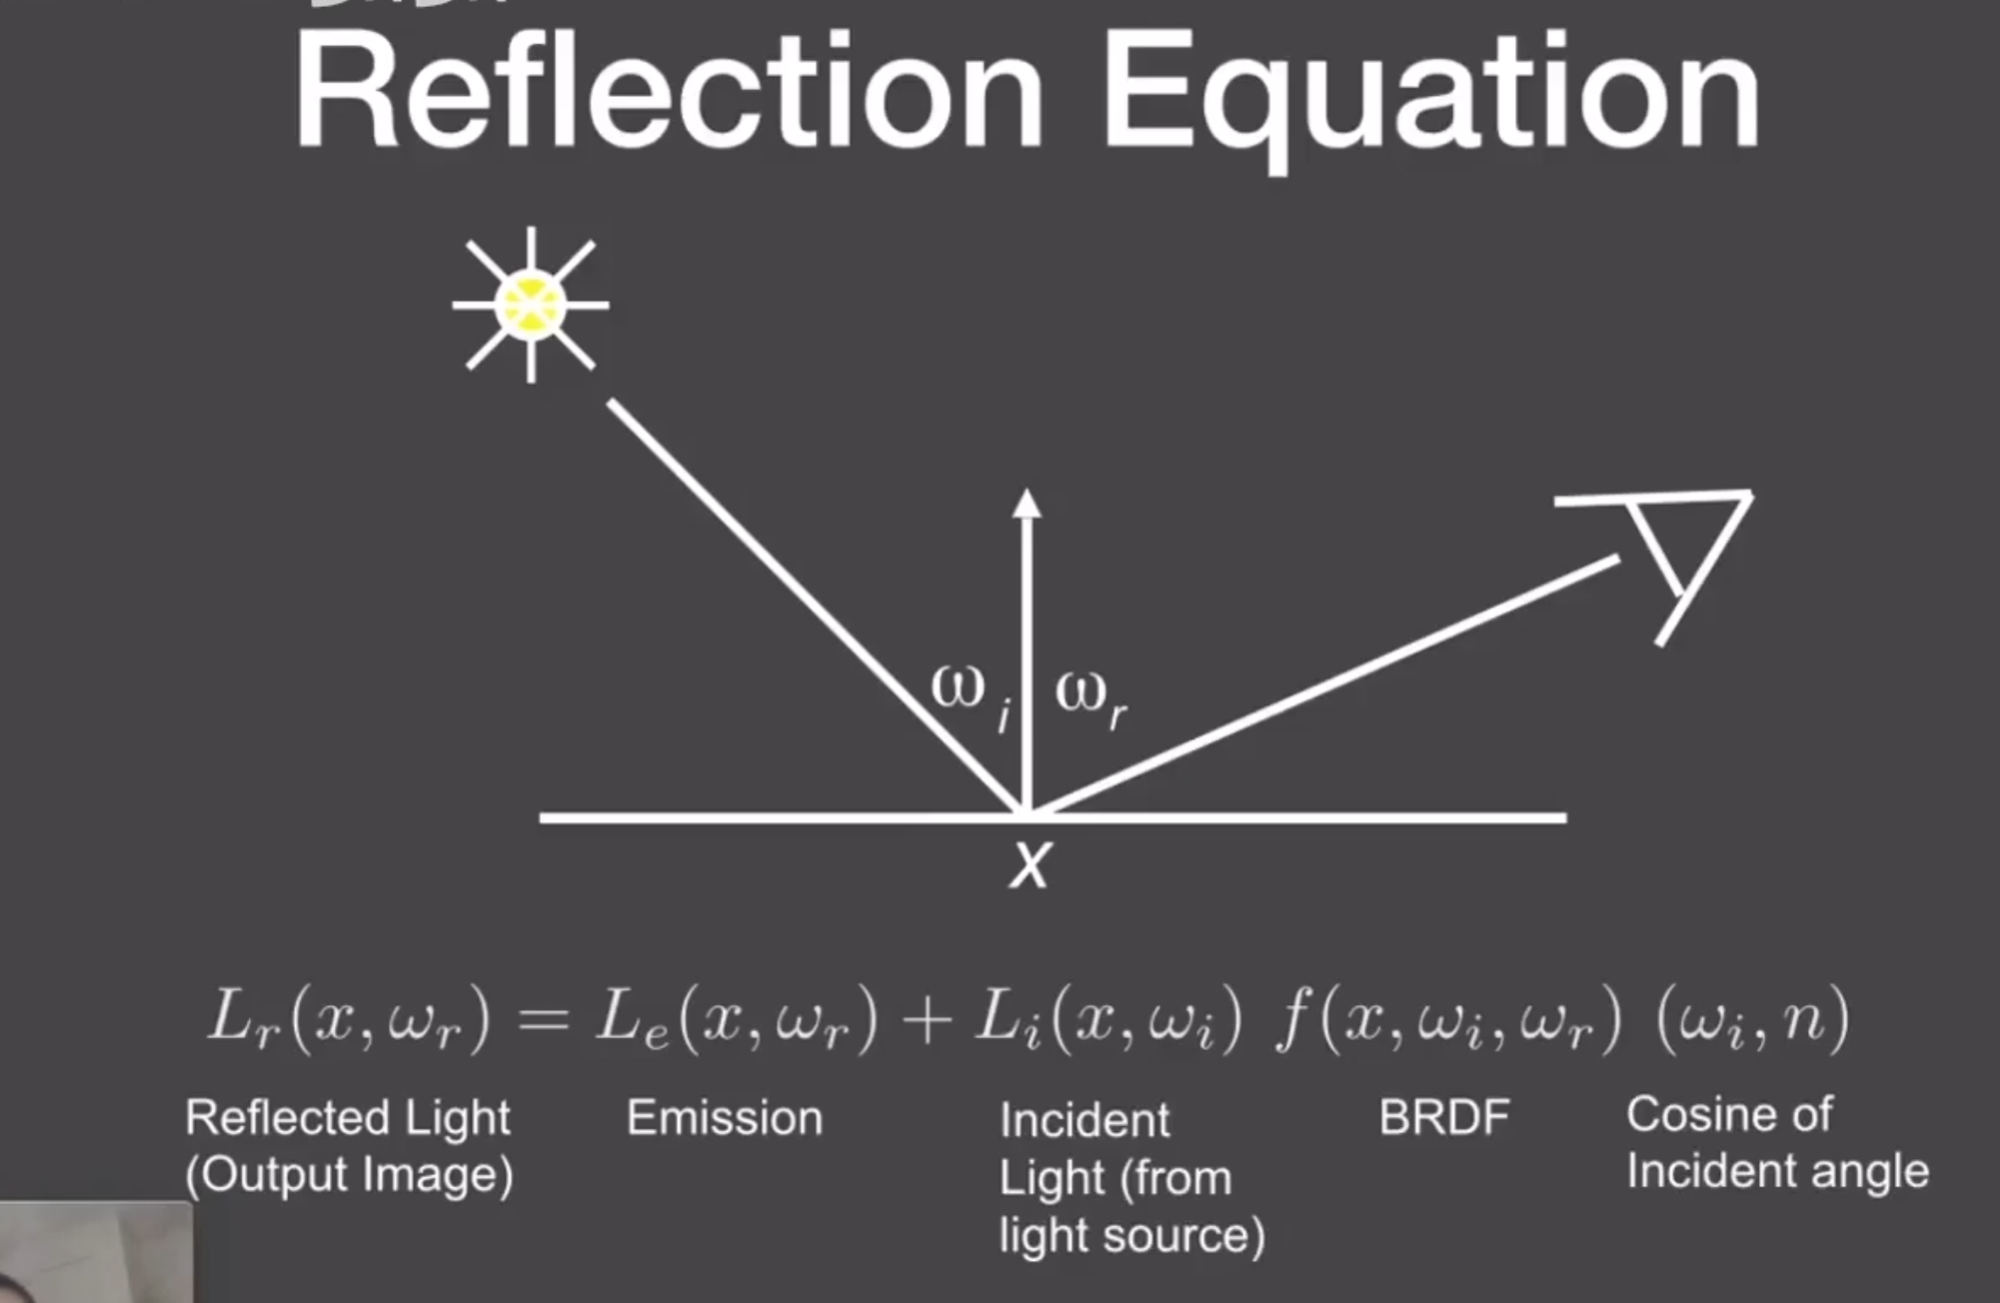 Reflection Equation
ω i ω r
x
L_r(x, ω_r) = L_e(x, ω_r) + L_i(x, ω_i) f(x, ω_i, ω_r) (ω_i, n)
Reflected Light Emission Incident BRDF Cosine of
(Output Image) Light (from Incident angle
light source)